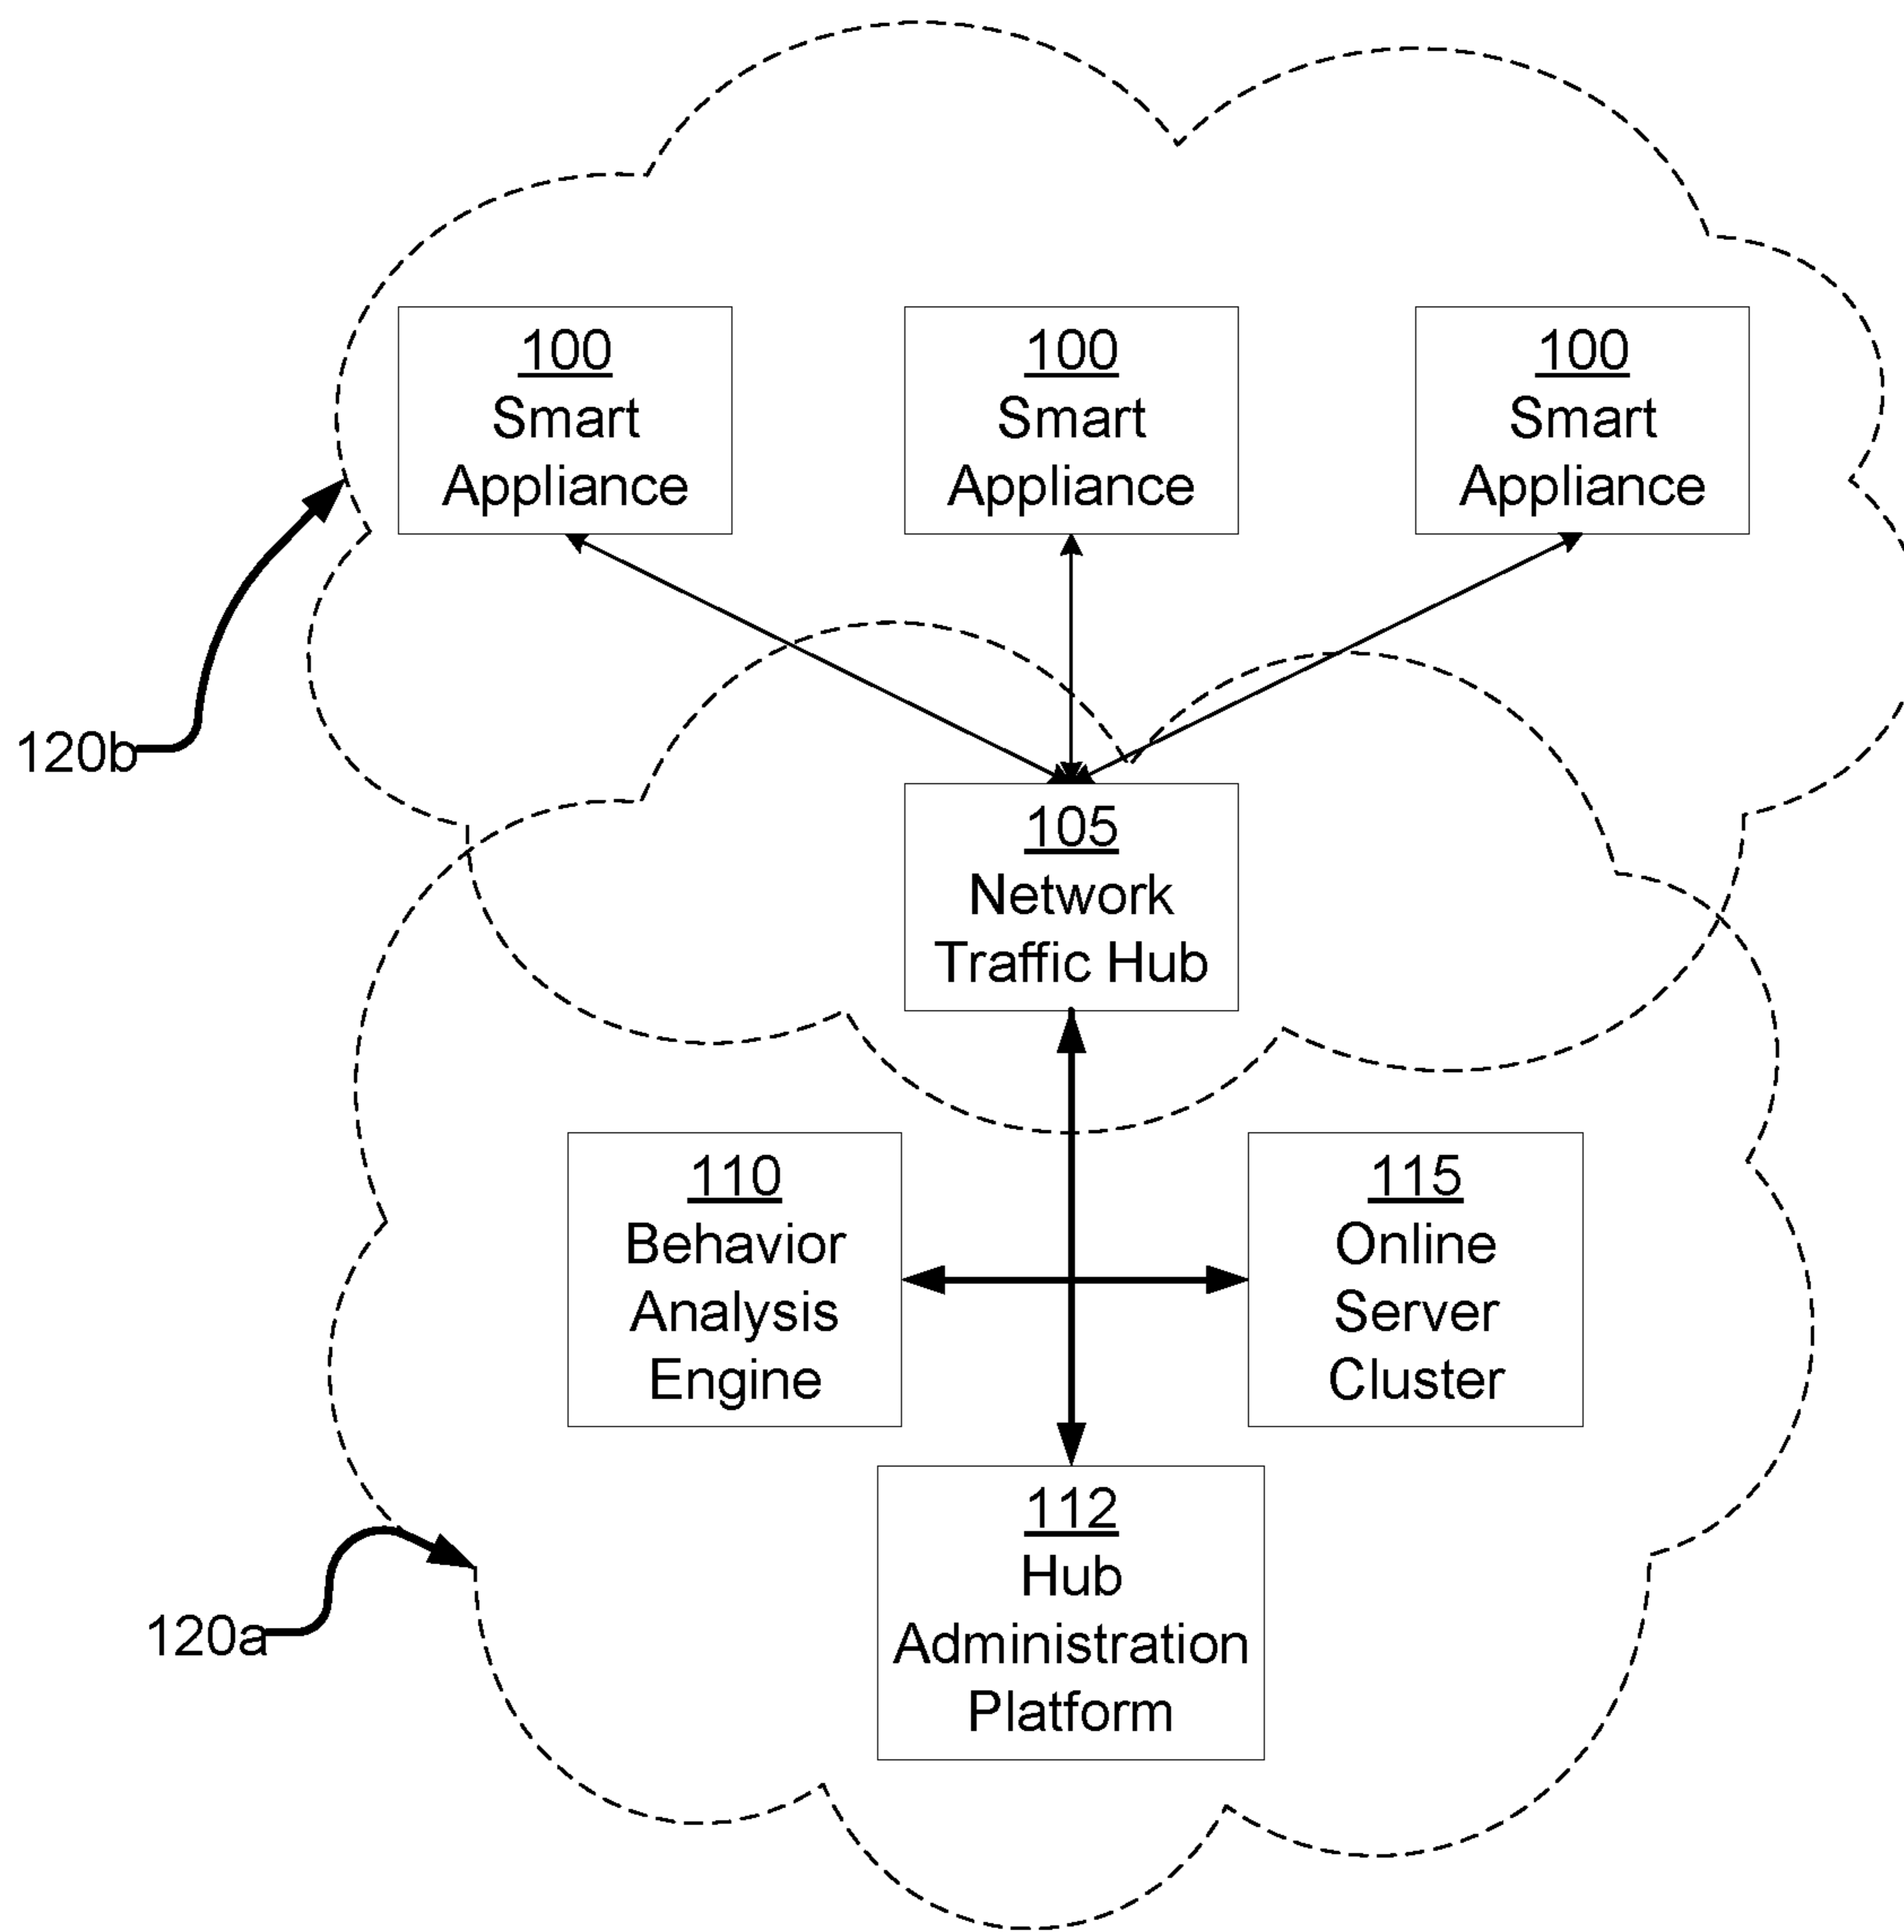 100
Smart
Appliance
100
Smart
Appliance
100
Smart
Appliance
120b
105
Network
Traffic Hub
110
Behavior
Analysis
Engine
115
Online
Server
Cluster
112
Hub
Administration
Platform
120a